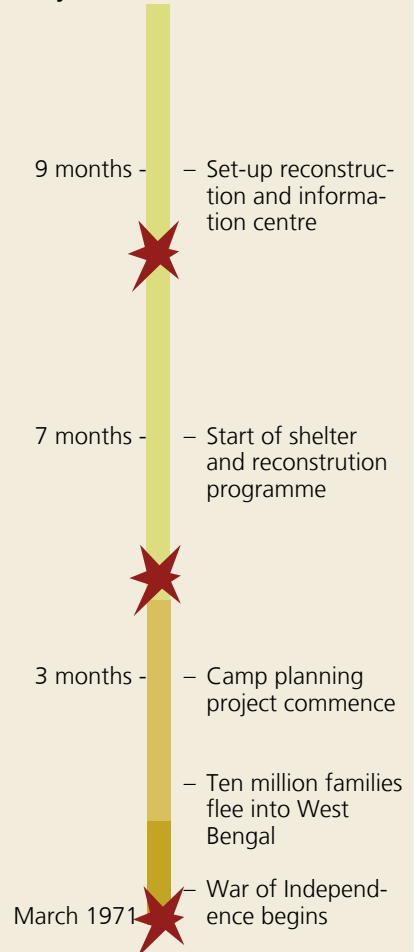 9 months - – Set-up reconstruc-
tion and informa-
tion centre
7 months - – Start of shelter
and reconstrution
programme
3 months - – Camp planning
project commence
– Ten million families
flee into West
Bengal
– War of Independ-
March 1971 ence begins